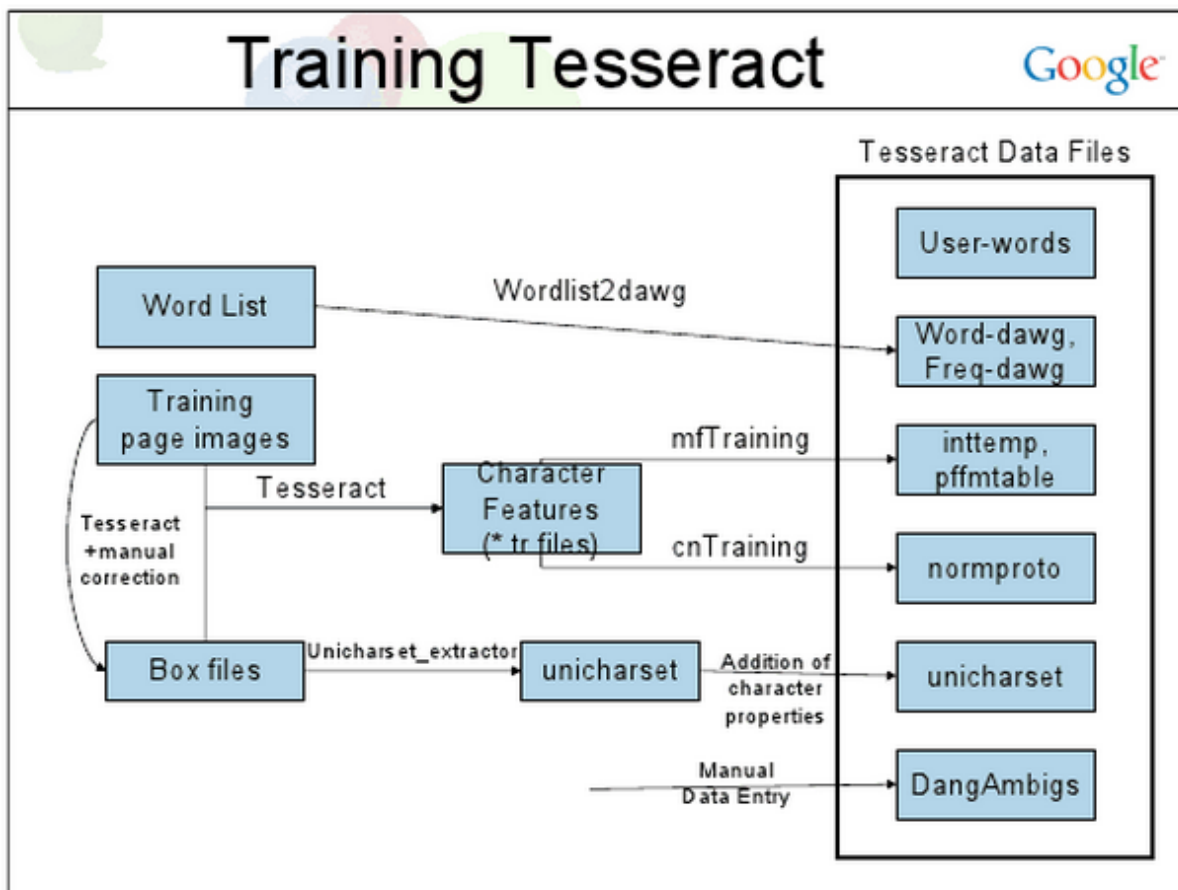 Training Tesseract
Google
Tesseract Data Files
User-words
Word List
Wordlist2dawg
Word-dawg,
Freq-dawg
Training
page images
mfTraining
inttemp,
pffmtable
Tesseract
Character
Features
(* tr files)
Tesseract
+manual
correction
cnTraining
normproto
Box files
Unicharset_extractor
unicharset
Addition of
character
properties
unicharset
Manual
Data Entry
DangAmbigs